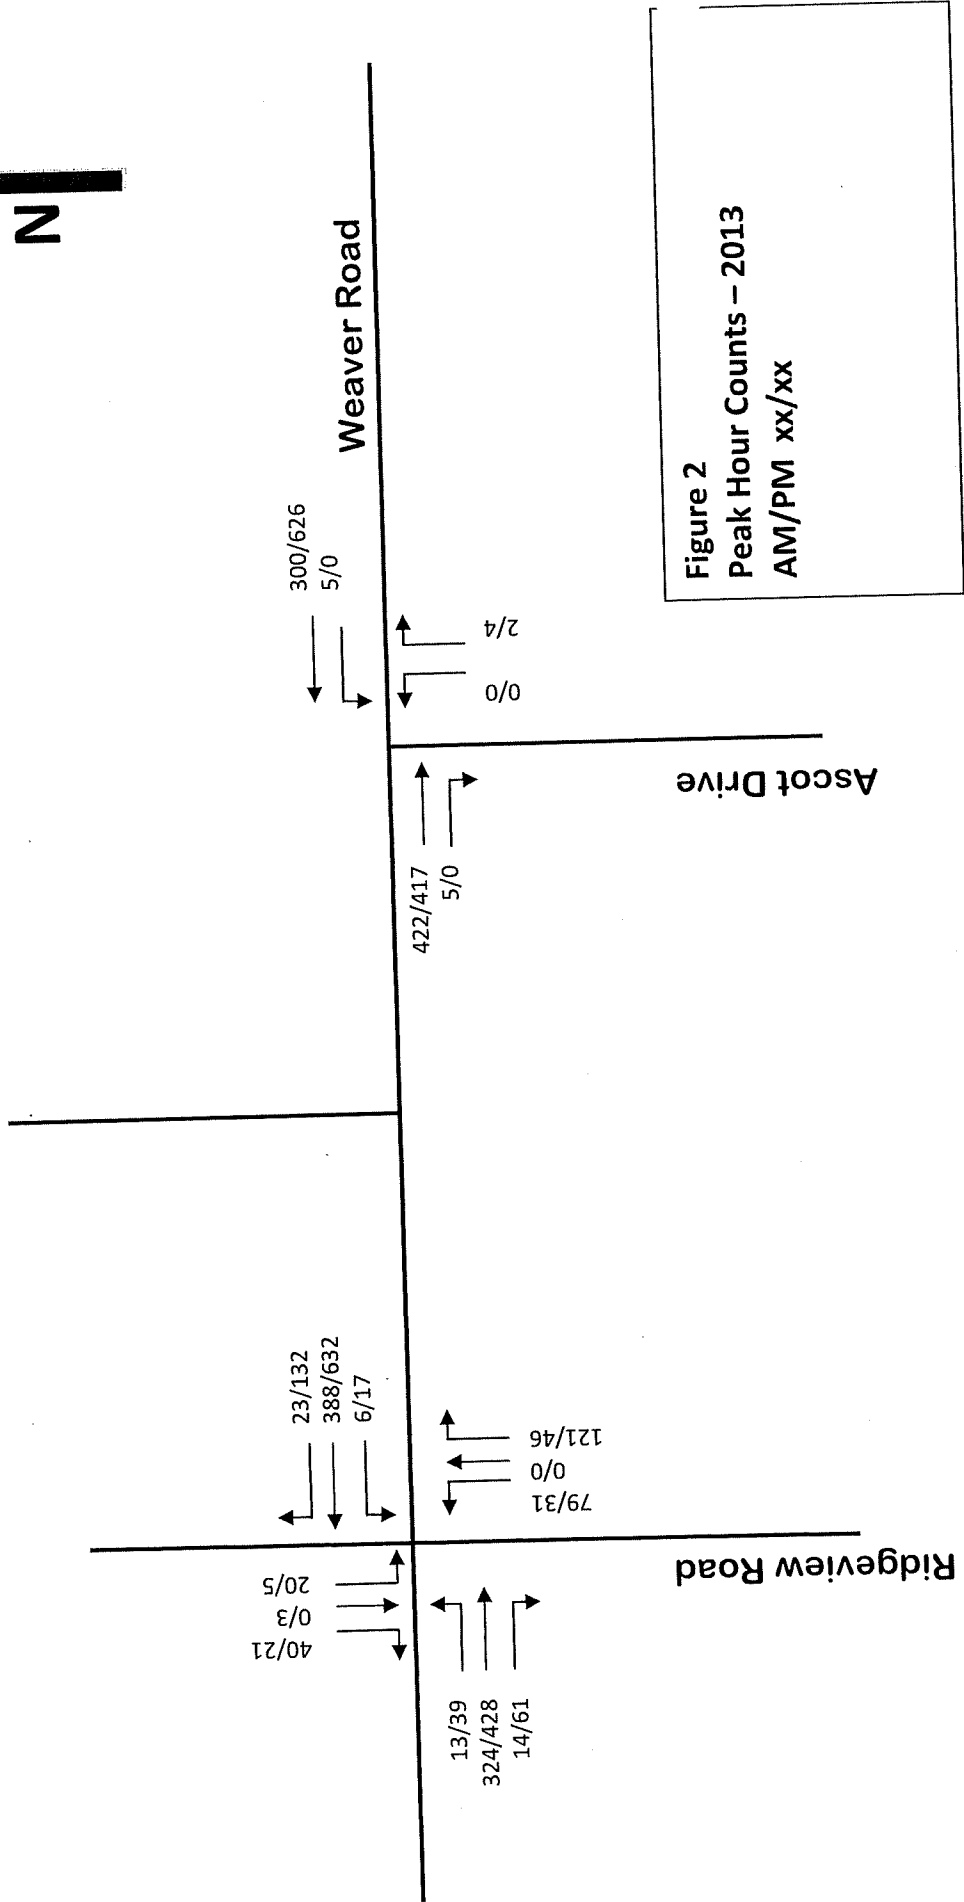 N
Weaver Road
300/626
5/0
2/4
0/0
Ascot Drive
422/417
5/0
23/132
388/632
6/17
121/46
0/0
79/31
Ridgeview Road
20/5
0/3
40/21
13/39
324/428
14/61
Figure 2
Peak Hour Counts – 2013
AM/PM xx/xx